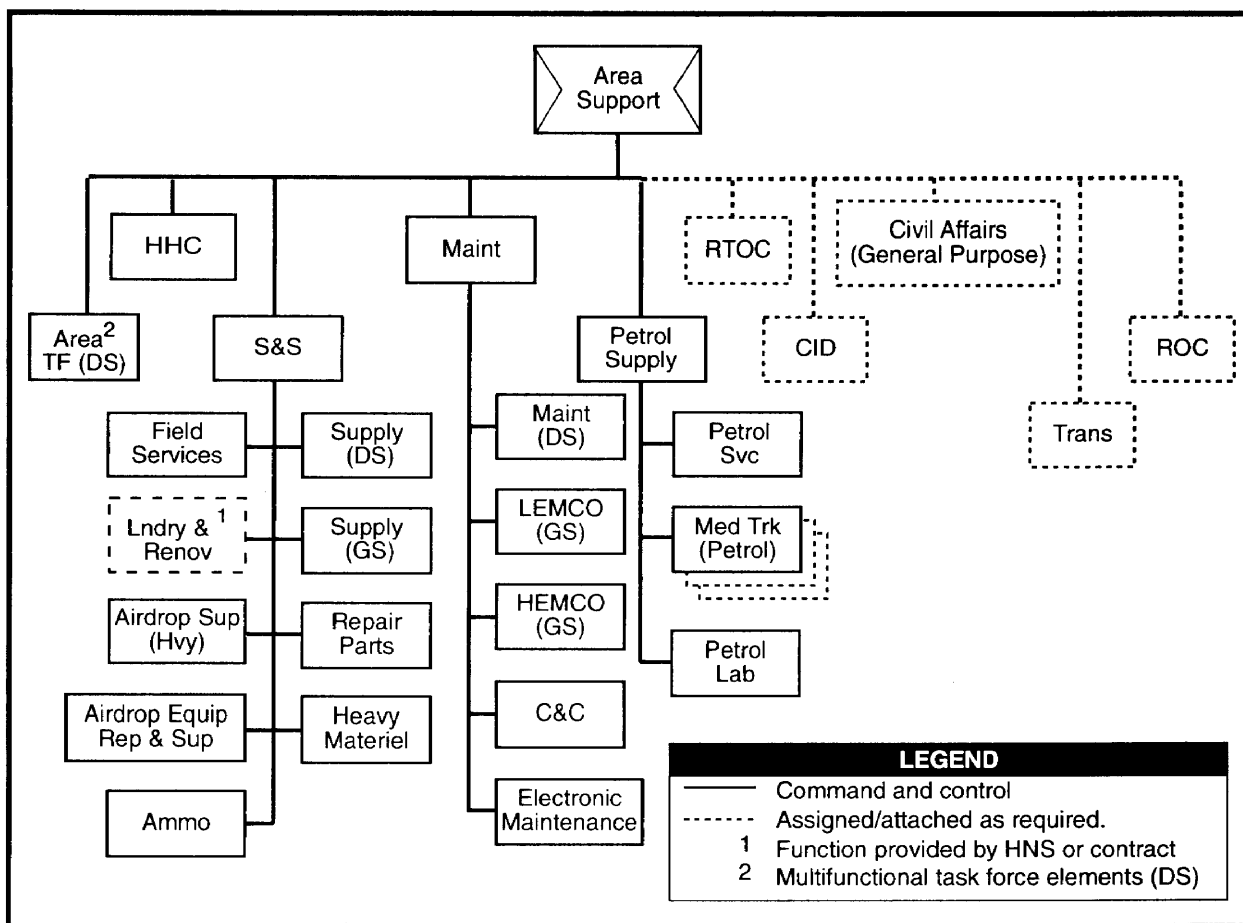 Area
Support
HHC
Maint
RTOC
Civil Affairs
(General Purpose)
Area2
TF (DS)
S&S
Petrol
Supply
CID
ROC
Trans
Field
Services
Supply
(DS)
Lndry & 1
Renov
Supply
(GS)
Airdrop Sup
(Hvy)
Repair
Parts
Airdrop Equip
Rep & Sup
Heavy
Materiel
Ammo
Maint
(DS)
LEMCO
(GS)
HEMCO
(GS)
C&C
Electronic
Maintenance
Petrol
Svc
Med Trk
(Petrol)
Petrol
Lab
LEGEND
Command and control
Assigned/attached as required.
1 Function provided by HNS or contract
2 Multifunctional task force elements (DS)